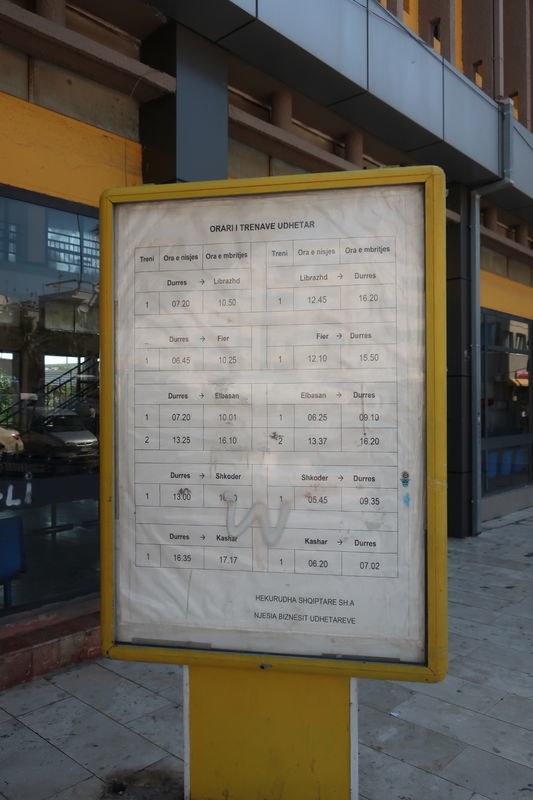 ORARI I TRENAVE UDHETAR
Treni Ora e nisjes Ora e mbritjes Treni Ora e nisjes Ora e mbritjes
Durres → Librazhd Librazhd → Durres
1 07.20 10.50 1 12.45 16.20
Durres → Fier Fier → Durres
1 06.45 10.25 1 12.10 15.50
Durres → Elbasan Elbasan → Durres
1 07.20 10.01 1 06.25 09.10
2 13.25 16.10 2 13.37 16.20
Durres → Shkoder Shkoder → Durres
1 13.00 1 05.45 09.35
Durres → Kashar Kashar → Durres
1 16.35 17.17 1 06.20 07.02
HEKURUDHA SHQIPTARE SH.A
NJESIA BIZNESIT UDHETAREVE